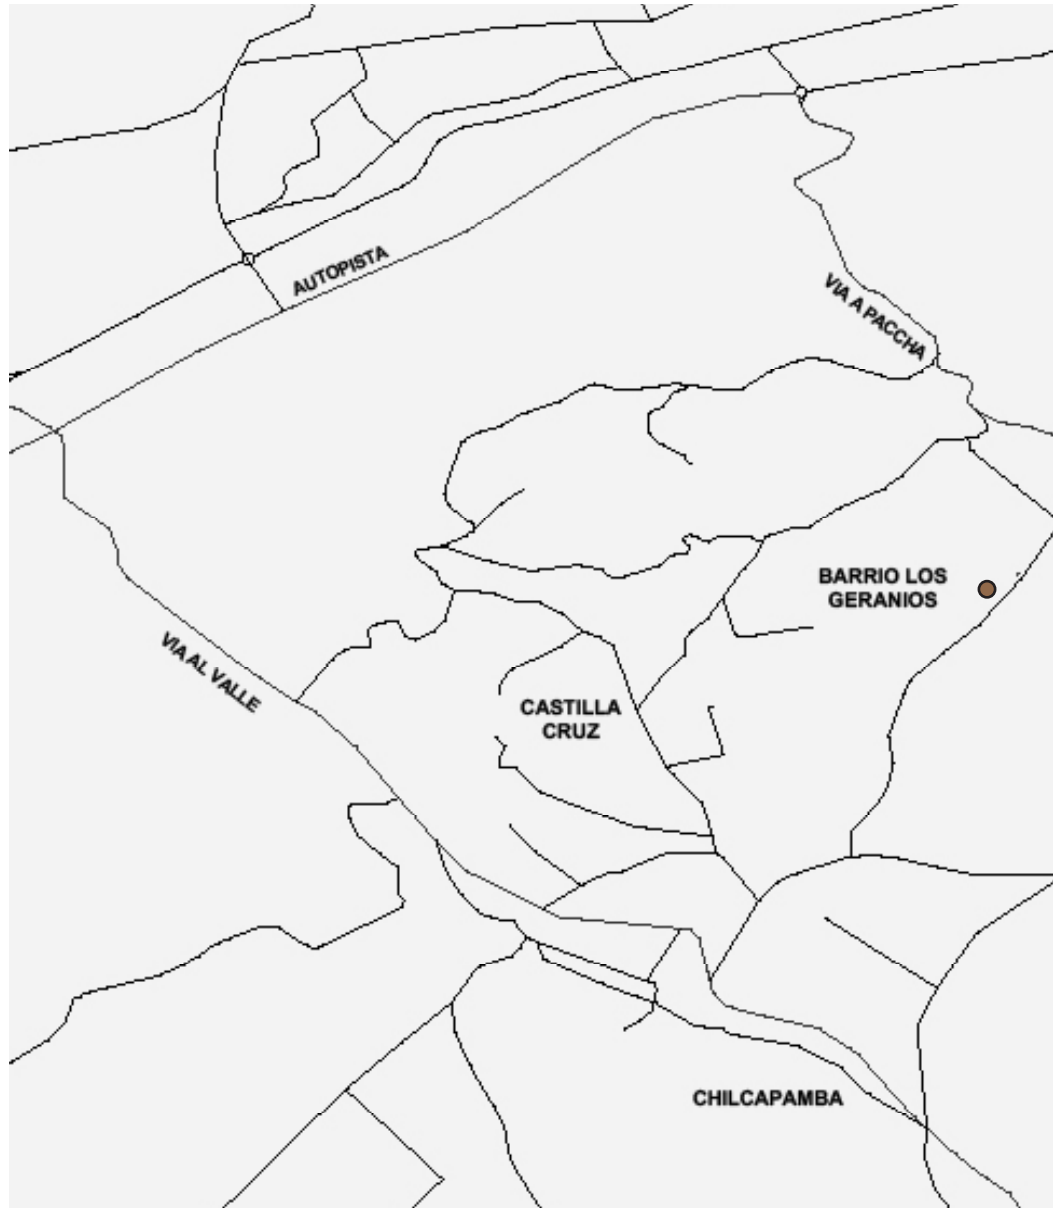 AUTOPISTA
VIA A PACCHA
BARRIO LOS
GERANIOS
VIA AL VALLE
CASTILLA
CRUZ
CHILCAPAMBA